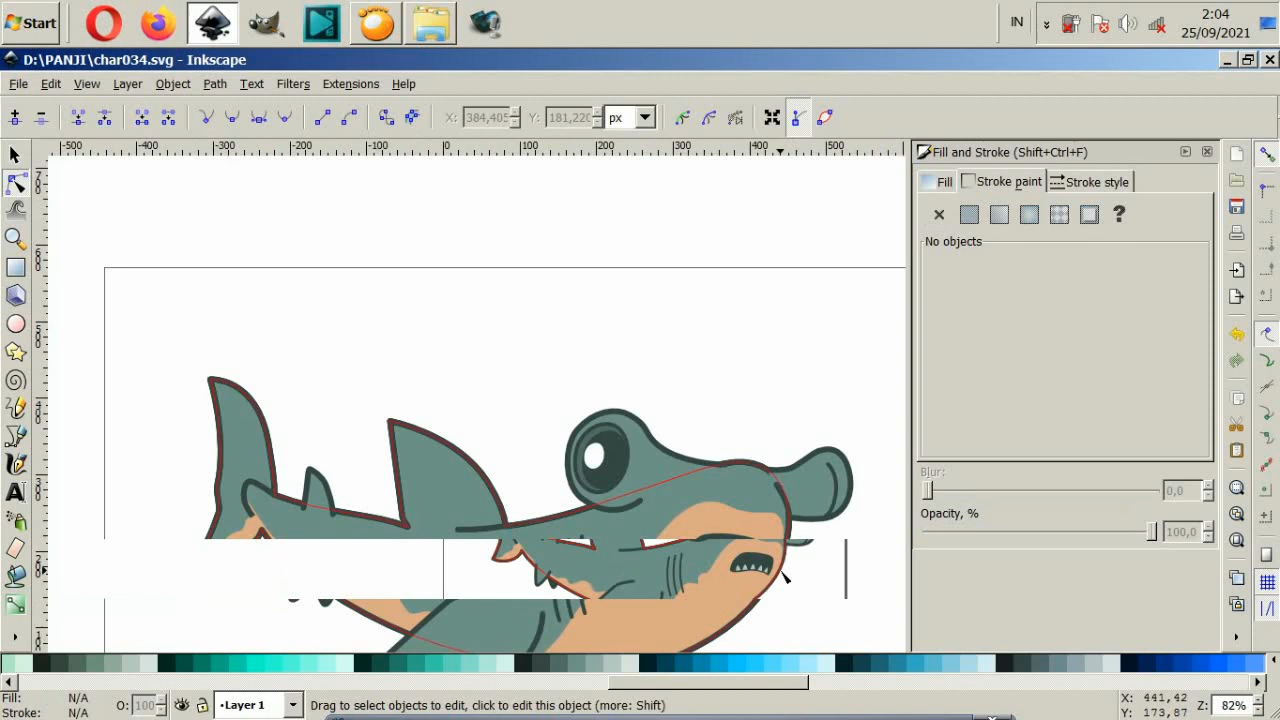 Start
IN
2:04
25/09/2021
D:\PANJI\char034.svg - Inkscape
File Edit View Layer Object Path Text Filters Extensions Help
X: 384,405 Y: 181,220 px
-500 -400 -300 -200 -100 0 100 200 300 400 500
Fill and Stroke (Shift+Ctrl+F)
Fill Stroke paint Stroke style
?
No objects
Blur:
0,0
Opacity, %
100,0
Fill: N/A
Stroke: N/A
O: 100
•Layer 1
Drag to select objects to edit, click to edit this object (more: Shift)
X: 441,42
Y: 173,87
Z: 82%